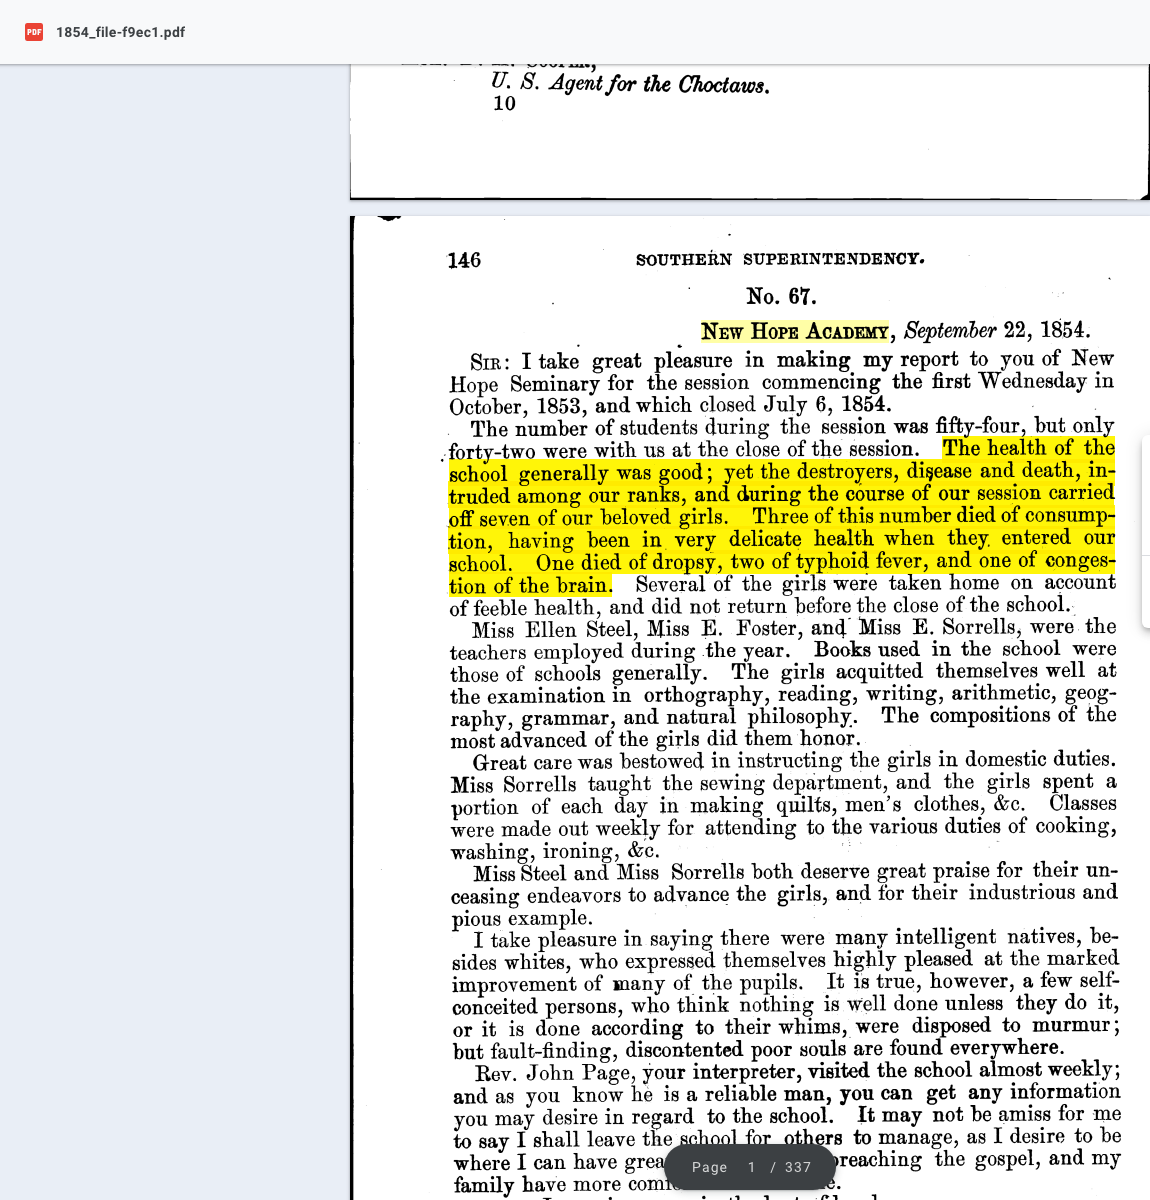 PDF 1854_file-f9ec1.pdf
U. S. Agent for the Choctaws.
10
146 SOUTHERN SUPERINTENDENCY.
No. 67.
NEW HOPE ACADEMY, September 22, 1854.
SIR: I take great pleasure in making my report to you of New
Hope Seminary for the session commencing the first Wednesday in
October, 1853, and which closed July 6, 1854.
The number of students during the session was fifty-four, but only
forty-two were with us at the close of the session. The health of the
school generally was good; yet the destroyers, disease and death, in-
truded among our ranks, and during the course of our session carried
off seven of our beloved girls. Three of this number died of consump-
tion, having been in very delicate health when they entered our
school. One died of dropsy, two of typhoid fever, and one of conges-
tion of the brain. Several of the girls were taken home on account
of feeble health, and did not return before the close of the school.
Miss Ellen Steel, Miss E. Foster, and Miss E. Sorrells, were the
teachers employed during the year. Books used in the school were
those of schools generally. The girls acquitted themselves well at
the examination in orthography, reading, writing, arithmetic, geog-
raphy, grammar, and natural philosophy. The compositions of the
most advanced of the girls did them honor.
Great care was bestowed in instructing the girls in domestic duties.
Miss Sorrells taught the sewing department, and the girls spent a
portion of each day in making quilts, men's clothes, &c. Classes
were made out weekly for attending to the various duties of cooking,
washing, ironing, &c.
Miss Steel and Miss Sorrells both deserve great praise for their un-
ceasing endeavors to advance the girls, and for their industrious and
pious example.
I take pleasure in saying there were many intelligent natives, be-
sides whites, who expressed themselves highly pleased at the marked
improvement of many of the pupils. It is true, however, a few self-
conceited persons, who think nothing is well done unless they do it,
or it is done according to their whims, were disposed to murmur;
but fault-finding, discontented poor souls are found everywhere.
Rev. John Page, your interpreter, visited the school almost weekly;
and as you know he is a reliable man, you can get any information
you may desire in regard to the school. It may not be amiss for me
to say I shall leave the school for others to manage, as I desire to be
where I can have preaching the gospel, and my
family have more
Page 1 / 337